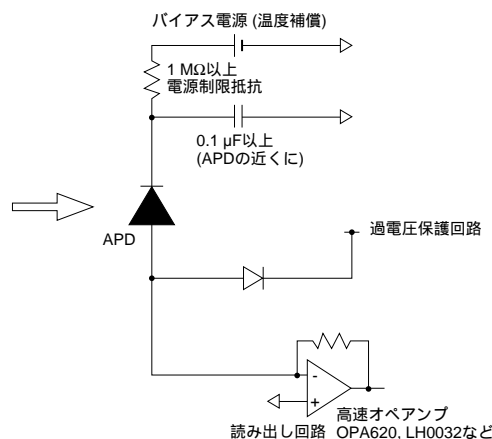 バイアス電源 (温度補償)
1 MΩ以上
電源制限抵抗
0.1 µF以上
(APDの近くに)
APD
過電圧保護回路
-
+
高速オペアンプ
読み出し回路 OPA620, LH0032など